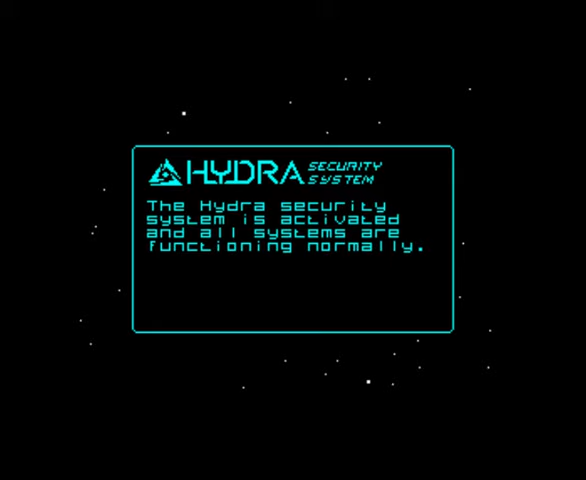 HYDRA SECURITY SYSTEM
The Hydra security
system is activated
and all systems are
functioning normally.